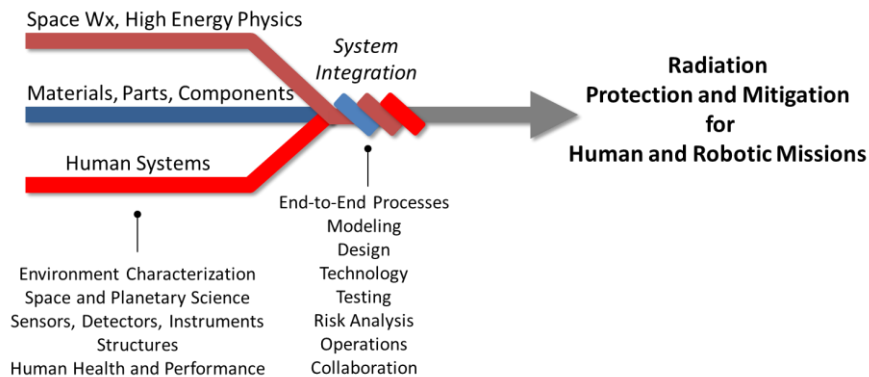 Space Wx, High Energy Physics
System
Integration
Materials, Parts, Components
Radiation
Protection and Mitigation
for
Human and Robotic Missions
Human Systems
End-to-End Processes
Modeling
Design
Technology
Testing
Risk Analysis
Operations
Collaboration
Environment Characterization
Space and Planetary Science
Sensors, Detectors, Instruments
Structures
Human Health and Performance